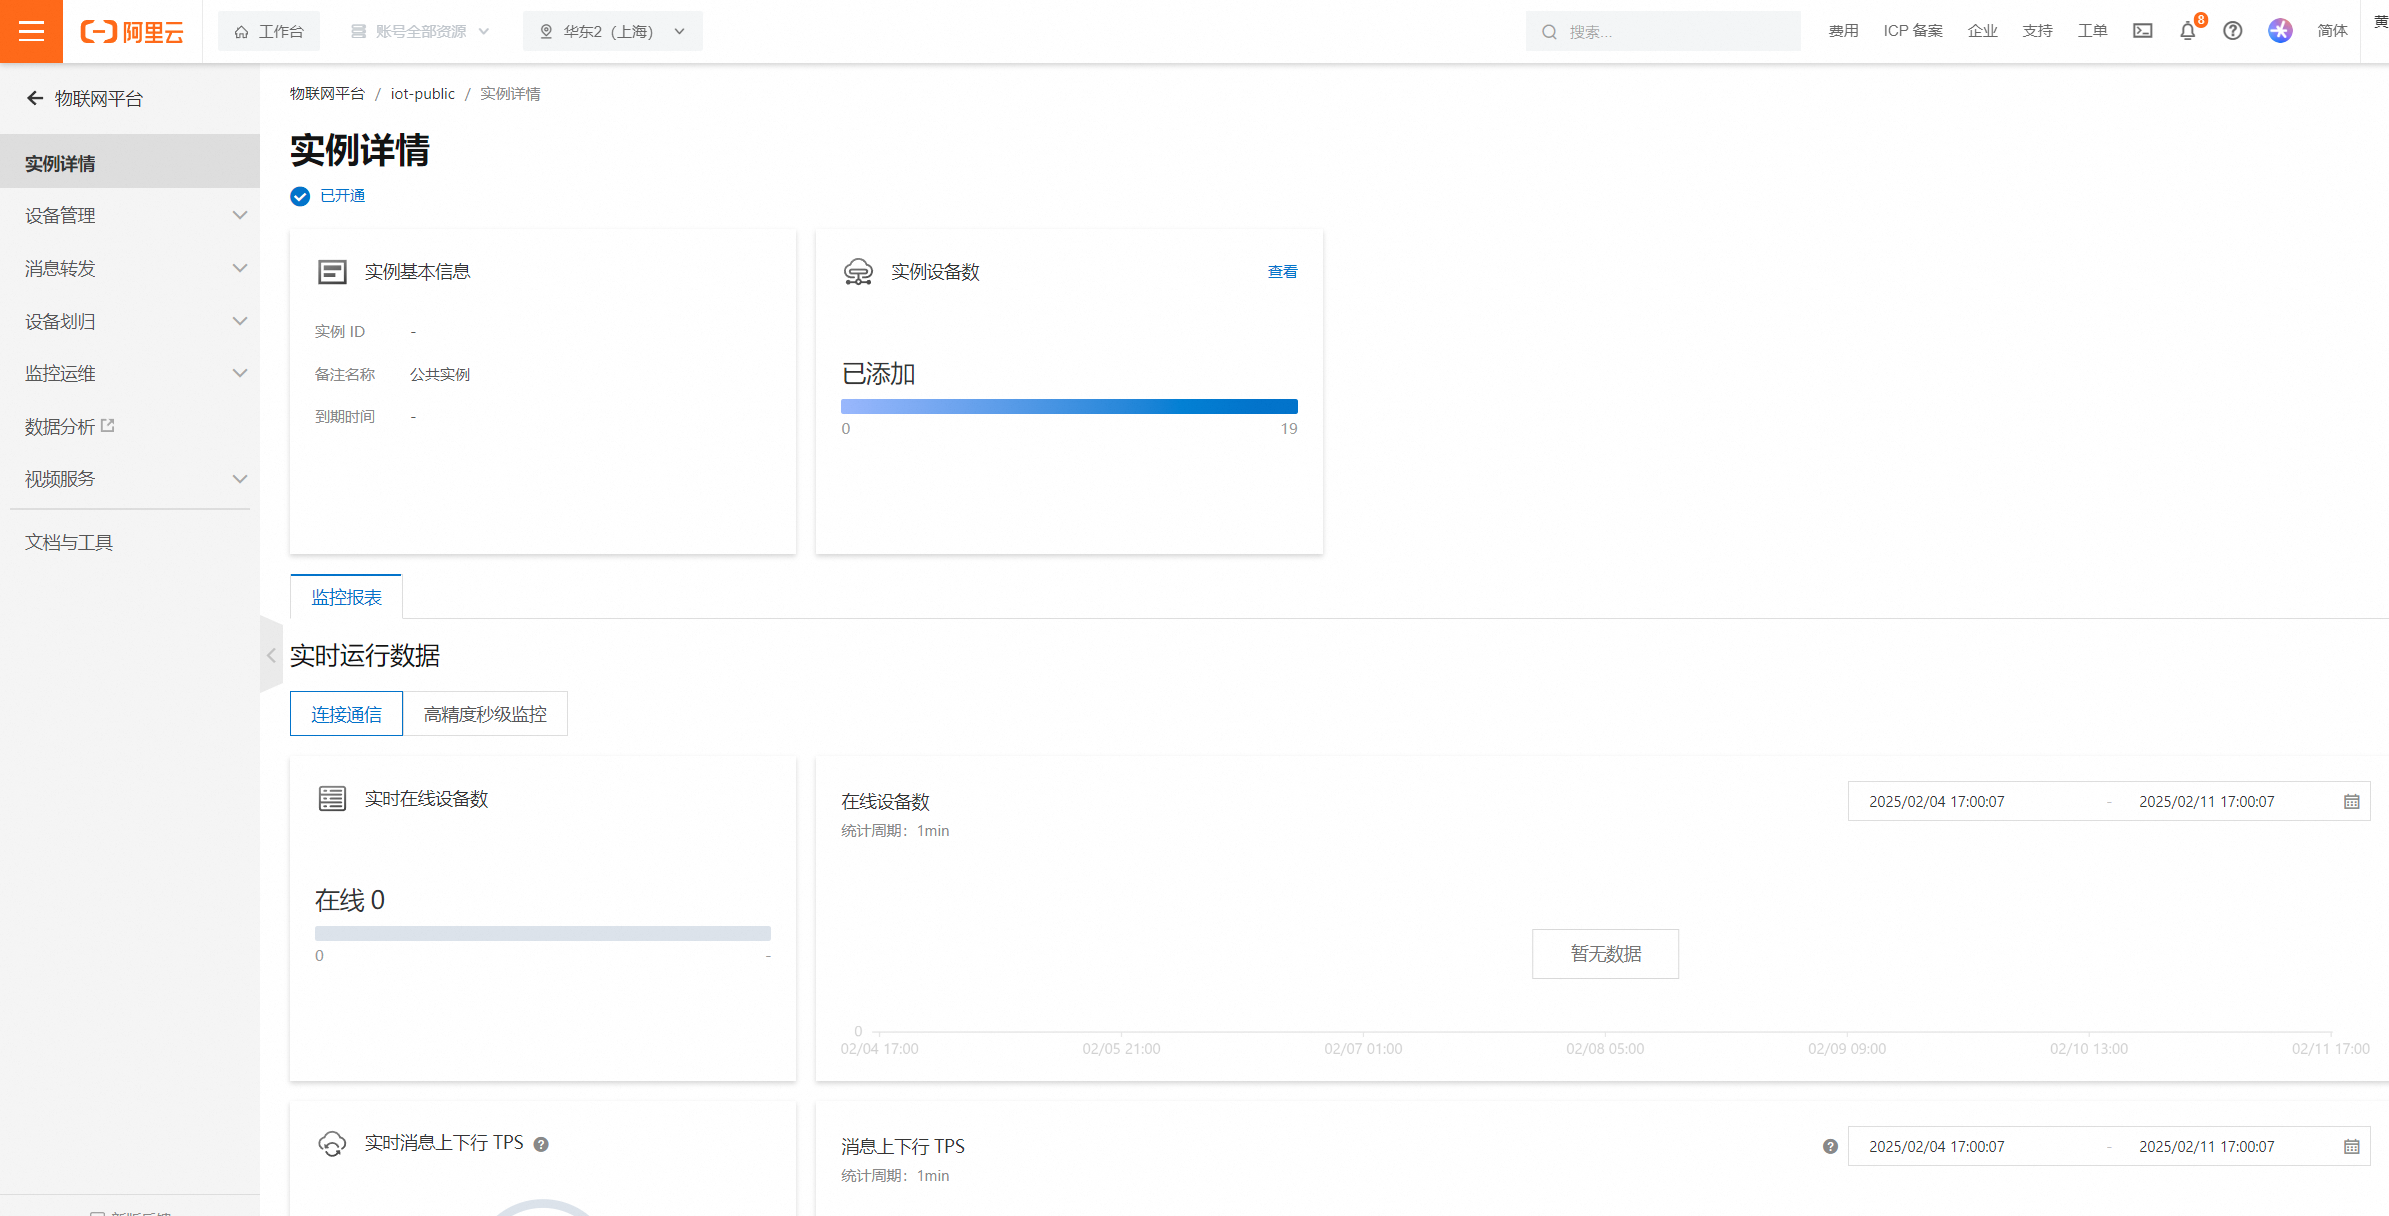 阿里云
工作台
账号全部资源
华东2（上海）
搜索...
费用
ICP 备案
企业
支持
工单
8
简体
黄
物联网平台
实例详情
设备管理
消息转发
设备划归
监控运维
数据分析
视频服务
文档与工具
物联网平台 / iot-public / 实例详情
实例详情
已开通
实例基本信息
实例 ID -
备注名称 公共实例
到期时间 -
实例设备数
查看
已添加
0 19
监控报表
实时运行数据
连接通信
高精度秒级监控
实时在线设备数
在线 0
0 -
在线设备数
统计周期：1min
2025/02/04 17:00:07 - 2025/02/11 17:00:07
暂无数据
0
02/04 17:00 02/05 21:00 02/07 01:00 02/08 05:00 02/09 09:00 02/10 13:00 02/11 17:00
实时消息上下行 TPS
消息上下行 TPS
统计周期：1min
2025/02/04 17:00:07 - 2025/02/11 17:00:07